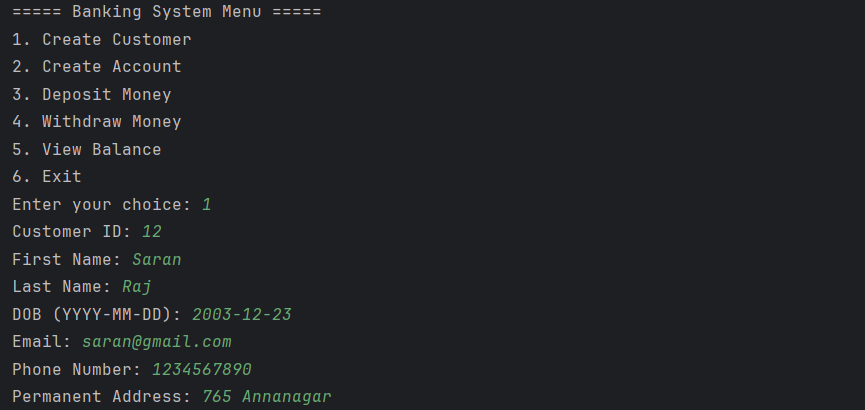 ===== Banking System Menu =====
1. Create Customer
2. Create Account
3. Deposit Money
4. Withdraw Money
5. View Balance
6. Exit
Enter your choice: 1
Customer ID: 12
First Name: Saran
Last Name: Raj
DOB (YYYY-MM-DD): 2003-12-23
Email: saran@gmail.com
Phone Number: 1234567890
Permanent Address: 765 Annanagar